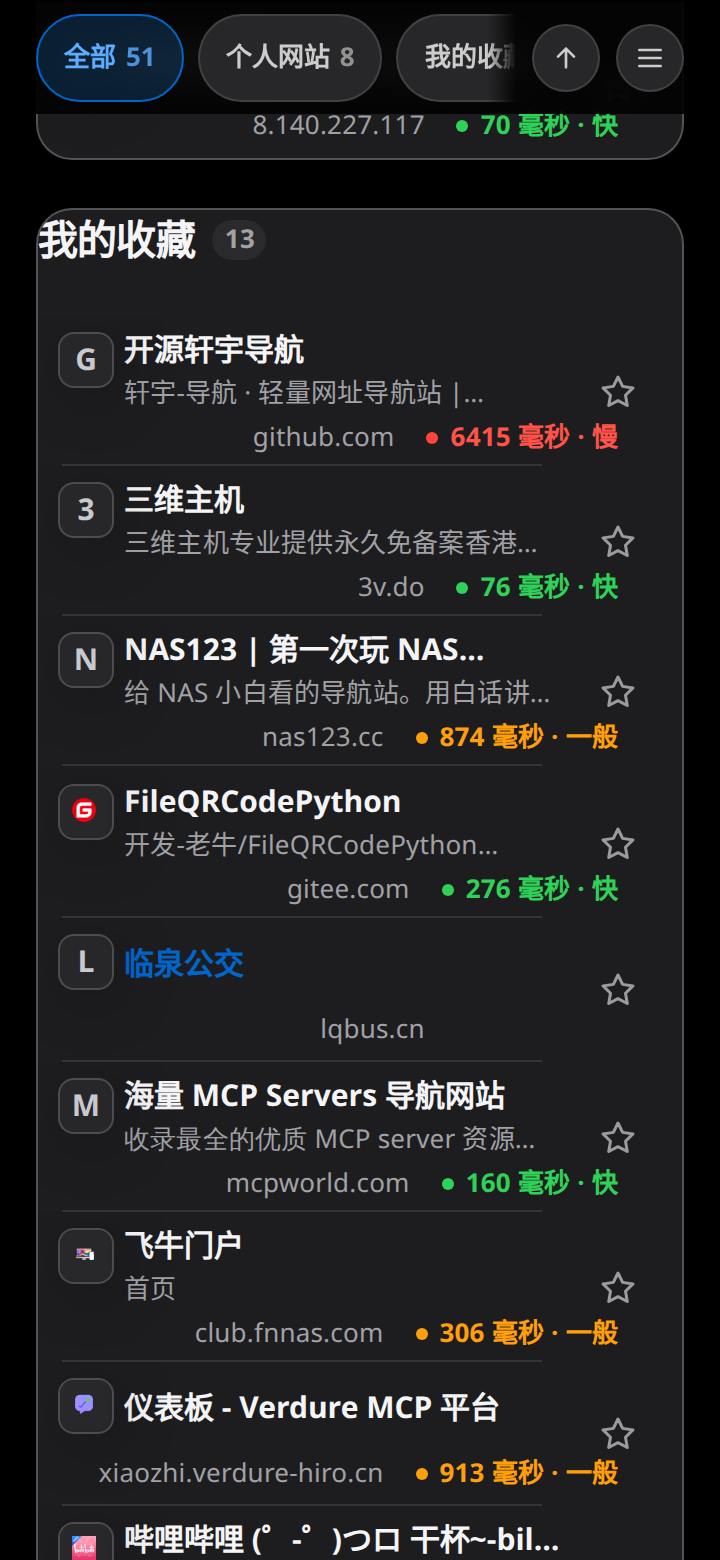 全部 51 个人网站 8 我的收
8.140.227.117 70 毫秒 · 快
我的收藏 13
G 开源轩宇导航
轩宇-导航 · 轻量网址导航站 |...
github.com 6415 毫秒 · 慢
3 三维主机
三维主机专业提供永久免备案香港...
3v.do 76 毫秒 · 快
N NAS123 | 第一次玩 NAS...
给 NAS 小白看的导航站。用白话讲...
nas123.cc 874 毫秒 · 一般
G FileQRCodePython
开发-老牛/FileQRCodePython...
gitee.com 276 毫秒 · 快
L 临泉公交
lqbus.cn
M 海量 MCP Servers 导航网站
收录最全的优质 MCP server 资源...
mcpworld.com 160 毫秒 · 快
飞牛门户
首页
club.fnnas.com 306 毫秒 · 一般
仪表板 - Verdure MCP 平台
xiaozhi.verdure-hiro.cn 913 毫秒 · 一般
哔哩哔哩 (゜-゜)つロ 干杯~-bil...